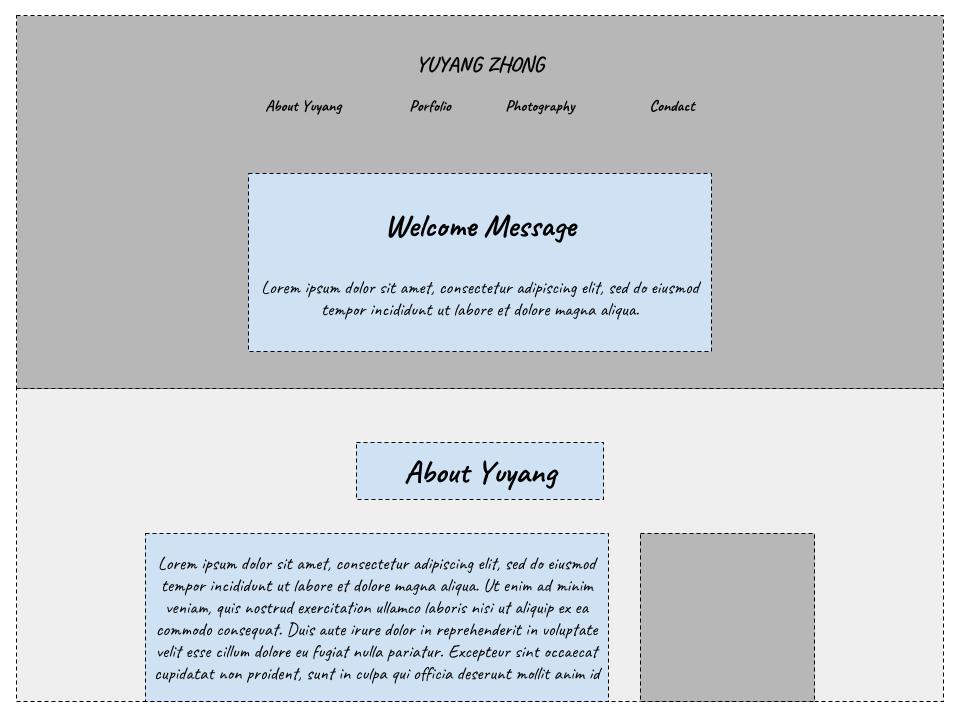 YUYANG ZHONG
About Yuyang Porfolio Photography Condact
Welcome Message
Lorem ipsum dolor sit amet, consectetur adipiscing elit, sed do eiusmod
tempor incididunt ut labore et dolore magna aliqua.
About Yuyang
Lorem ipsum dolor sit amet, consectetur adipiscing elit, sed do eiusmod
tempor incididunt ut labore et dolore magna aliqua. Ut enim ad minim
veniam, quis nostrud exercitation ullamco laboris nisi ut aliquip ex ea
commodo consequat. Duis aute irure dolor in reprehenderit in voluptate
velit esse cillum dolore eu fugiat nulla pariatur. Excepteur sint occaecat
cupidatat non proident, sunt in culpa qui officia deserunt mollit anim id